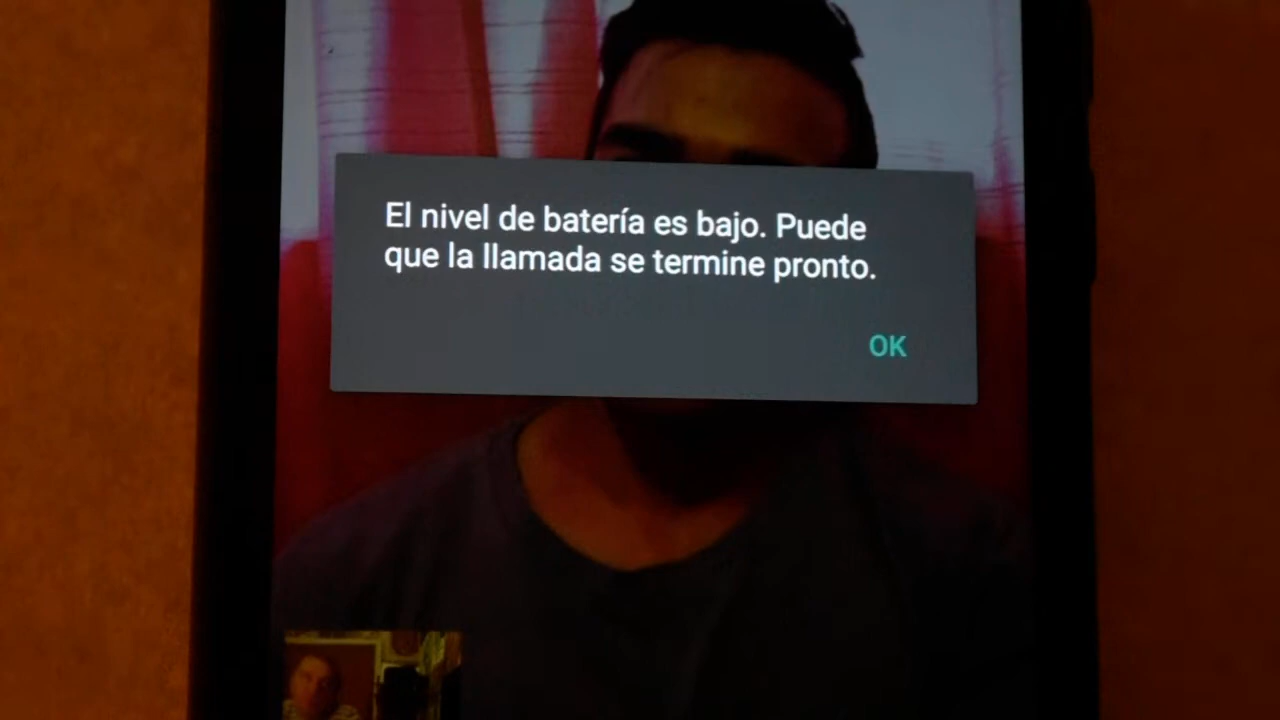 El nivel de batería es bajo. Puede
que la llamada se termine pronto.
OK